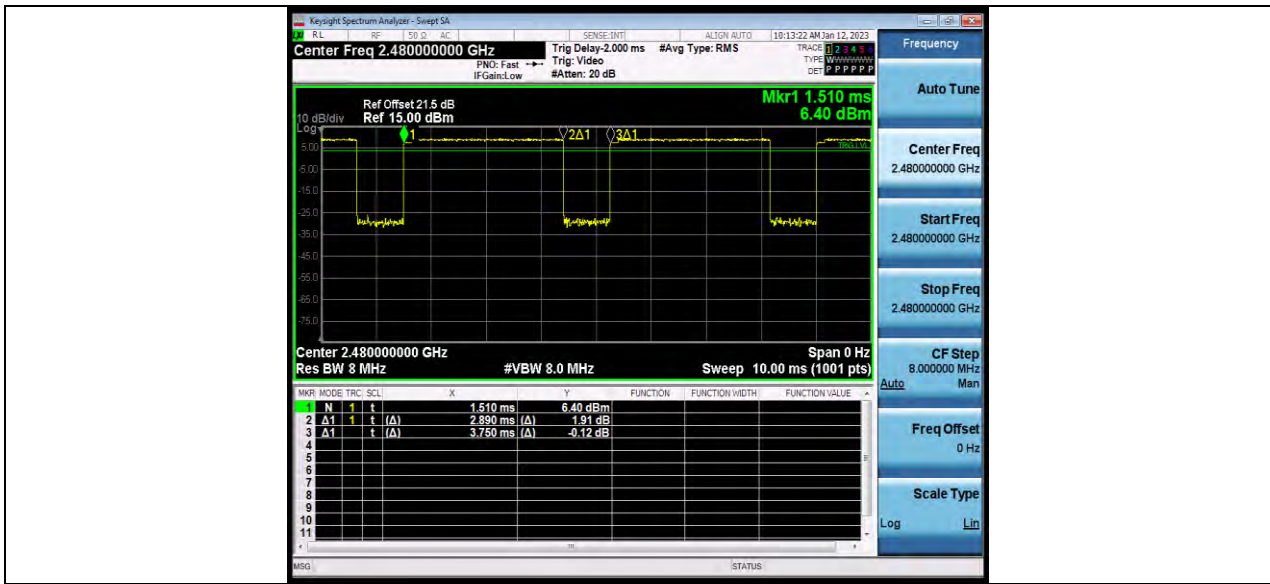 Keysight Spectrum Analyzer - Swept SA
LXI RL RF 50 Ω AC SENSE:INT ALIGN AUTO 10:13:22 AM Jan 12, 2023
Center Freq 2.480000000 GHz Trig Delay-2.000 ms #Avg Type: RMS TRACE 1 2 3 4 5 6
PNO: Fast Trig: Video TYPE WWWWWW
IFGain:Low #Atten: 20 dB DET P P P P P P
Frequency
Auto Tune
Mkr1 1.510 ms
Ref Offset 21.5 dB
10 dB/div Ref 15.00 dBm 6.40 dBm
Log
1 2Δ1 3Δ1
5.00 TRIG LVL
-5.00
-15.0
-25.0
-35.0
-45.0
-55.0
-65.0
-75.0
Center 2.480000000 GHz Span 0 Hz
Res BW 8 MHz #VBW 8.0 MHz Sweep 10.00 ms (1001 pts)
Center Freq
2.480000000 GHz
Start Freq
2.480000000 GHz
Stop Freq
2.480000000 GHz
CF Step
8.000000 MHz
Auto Man
Freq Offset
0 Hz
Scale Type
Log Lin
MKR MODE TRC SCL X Y FUNCTION FUNCTION WIDTH FUNCTION VALUE
1 N 1 t 1.510 ms 6.40 dBm
2 Δ1 1 t (Δ) 2.890 ms (Δ) 1.91 dB
3 Δ1 t (Δ) 3.750 ms (Δ) -0.12 dB
4
5
6
7
8
9
10
11
MSG STATUS